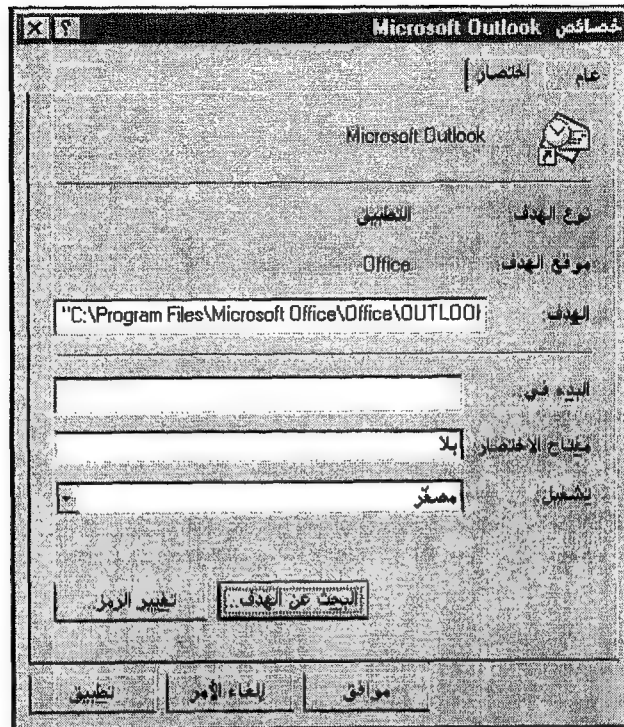 خصائص Microsoft Outlook
عام
اختصار
Microsoft Outlook
نوع الهدف:
التطبيق
موقع الهدف:
Office
الهدف:
"C:\Program Files\Microsoft Office\Office\OUTLOO
البدء في:
مفتاح الاختصار
بلا
تشغيل
مصغّر
البحث عن الهدف...
تغيير الرمز...
موافق
إلغاء الأمر
تطبيق